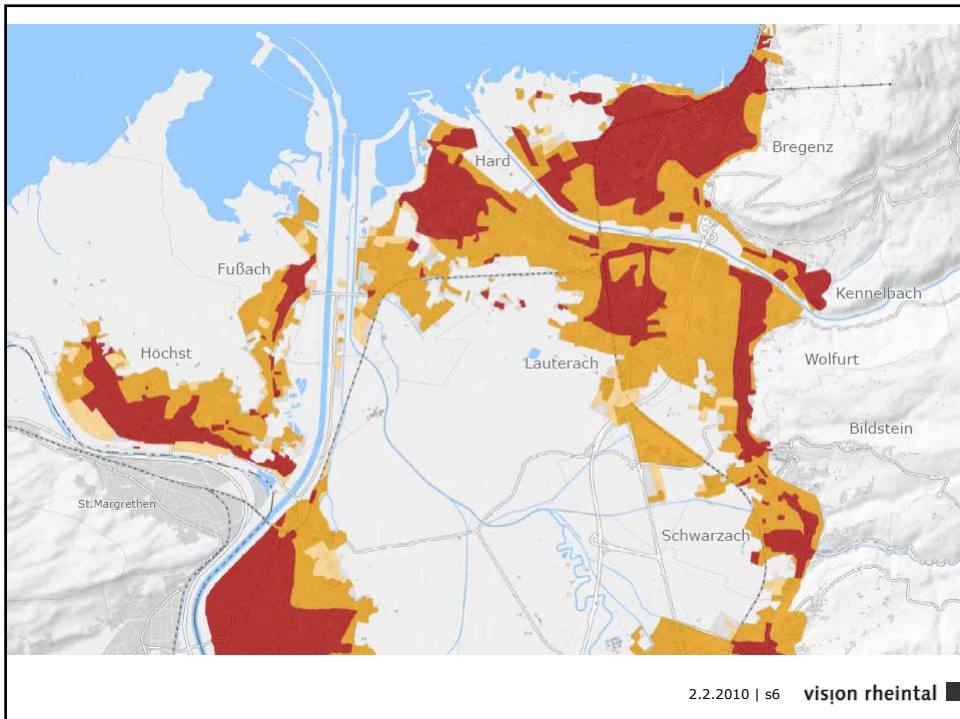 Bregenz
Hard
Fußach
Kennelbach
Höchst
Lauterach
Wolfurt
Bildstein
St.Margrethen
Schwarzach
2.2.2010 | s6 vision rheintal